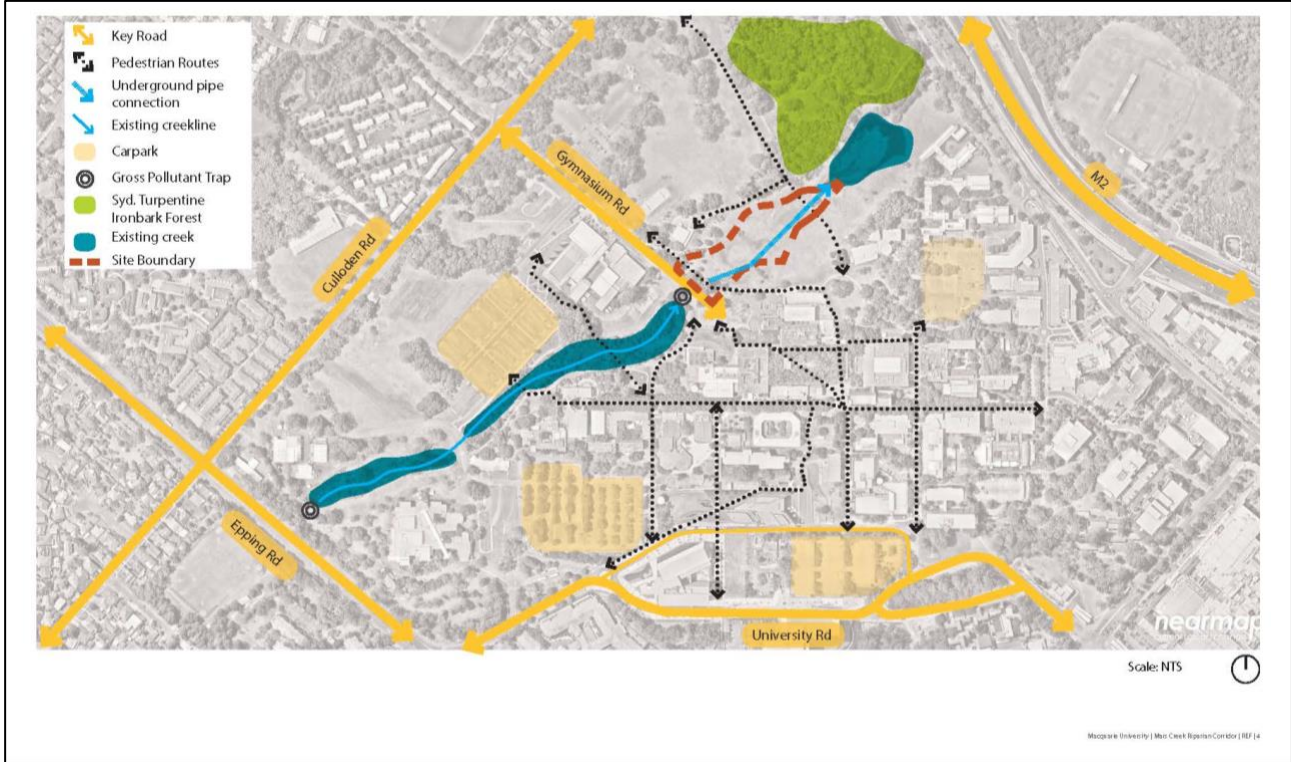 Key Road
Pedestrian Routes
Underground pipe
connection
Existing creekline
Carpark
Gross Pollutant Trap
Syd. Turpentine
Ironbark Forest
Existing creek
Site Boundary
Culloden Rd
Gymnasium Rd
M2
Epping Rd
University Rd
nearmap
Scale: NTS
Macquarie University | Mars Creek Riparian Corridor | REF | 4